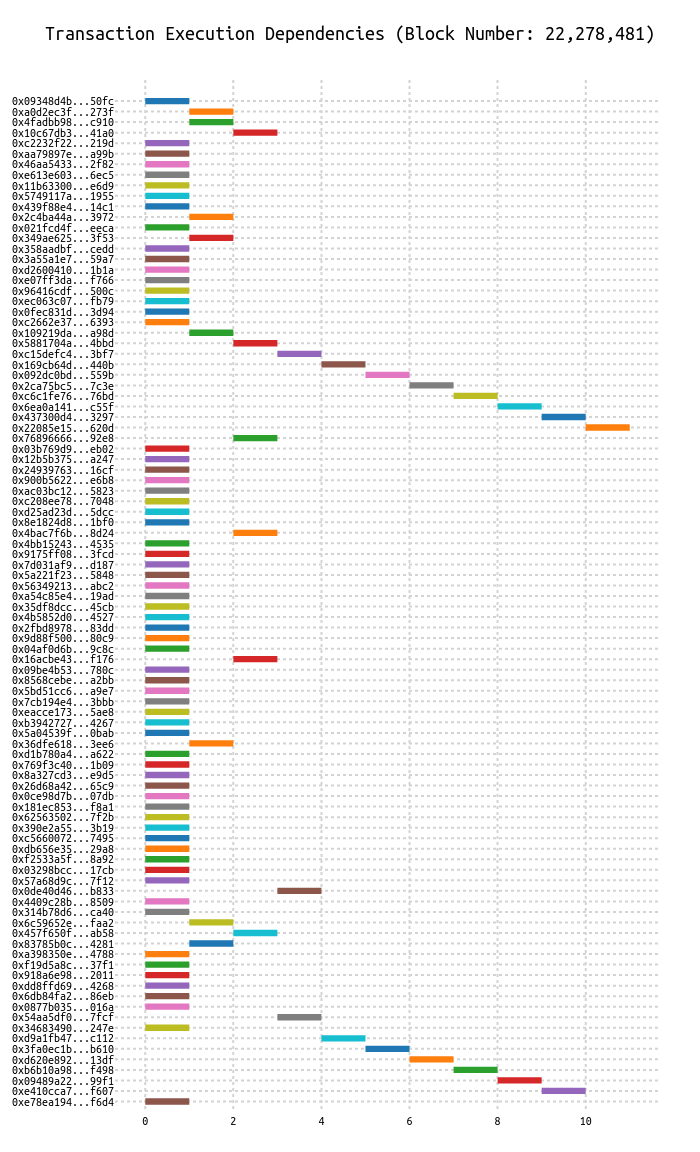 Transaction Execution Dependencies (Block Number: 22,278,481)
0x09348d4b...50fc
0xa0d2ec3f...273f
0x4fadbb98...c910
0x10c67db3...41a0
0xc2232f22...219d
0xaa79897e...a99b
0x46aa5433...2f82
0xe613e603...6ec5
0x11b63300...e6d9
0x5749117a...1955
0x439f88e4...14c1
0x2c4ba44a...3972
0x021fcd4f...eeca
0x349ae625...3f53
0x358aadbf...cedd
0x3a55a1e7...59a7
0xd2600410...1b1a
0xe07ff3da...f766
0x96416cdf...500c
0xec063c07...fb79
0x0fec831d...3d94
0xc2662e37...6393
0x109219da...a98d
0x5881704a...4bbd
0xc15defc4...3bf7
0x169cb64d...440b
0x092dc0bd...559b
0x2ca75bc5...7c3e
0xc6c1fe76...76bd
0x6ea0a141...c55f
0x437300d4...3297
0x22085e15...620d
0x76896666...92e8
0x03b769d9...eb02
0x12b5b375...a247
0x24939763...16cf
0x900b5622...e6b8
0xac03bc12...5823
0xc208ee78...7048
0xd25ad23d...5dcc
0x8e1824d8...1bf0
0x4bac7f6b...8d24
0x4bb15243...4535
0x9175ff08...3fcd
0x7d031af9...d187
0x5a221f23...5848
0x56349213...abc2
0xa54c85e4...19ad
0x35df8dcc...45cb
0x4b5852d0...4527
0x2fbd8978...83dd
0x9d88f500...80c9
0x04af0d6b...9c8c
0x16acbe43...f176
0x09be4b53...780c
0x8568cebe...a2bb
0x5bd51cc6...a9e7
0x7cb194e4...3bbb
0xeacce173...5ae8
0xb3942727...4267
0x5a04539f...0bab
0x36dfe618...3ee6
0xd1b780a4...a622
0x769f3c40...1b09
0x8a327cd3...e9d5
0x26d68a42...65c9
0x0ce98d7b...07db
0x181ec853...f8a1
0x62563502...7f2b
0x390e2a55...3b19
0xc5660072...7495
0xdb656e35...29a8
0xf2533a5f...8a92
0x03298bcc...17cb
0x57a68d9c...7f12
0x0de40d46...b833
0x4409c28b...8509
0x314b78d6...ca40
0x6c59652e...faa2
0x457f650f...ab58
0x83785b0c...4281
0xa398350e...4788
0xf19d5a8c...37f1
0x918a6e98...2011
0xdd8ffd69...4268
0x6db84fa2...86eb
0x0877b035...016a
0x54aa5df0...7fcf
0x34683490...247e
0xd9a1fb47...c112
0x3fa0ec1b...b610
0xd620e892...13df
0xb6b10a98...f498
0x09489a22...99f1
0xe410cca7...f607
0xe78ea194...f6d4
0 2 4 6 8 10